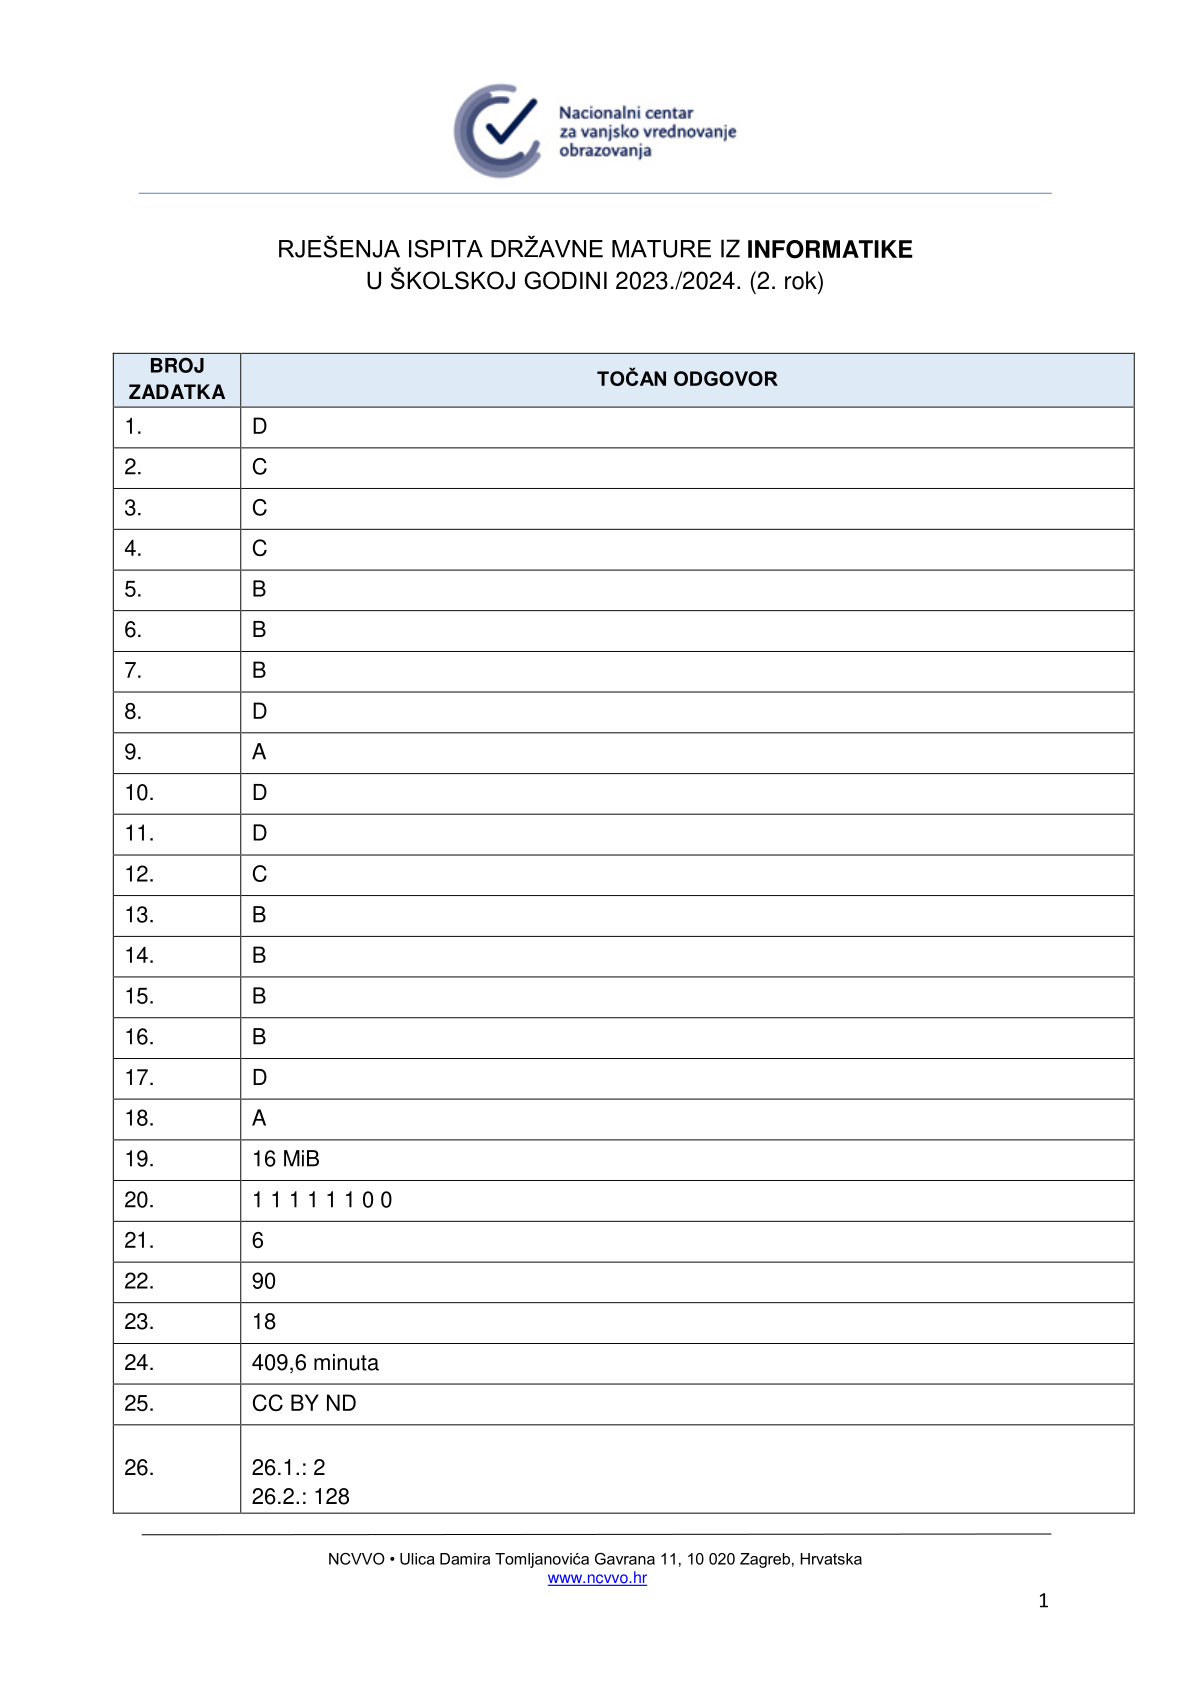 Nacionalni centar
za vanjsko vrednovanje
obrazovanja
RJEŠENJA ISPITA DRŽAVNE MATURE IZ INFORMATIKE
U ŠKOLSKOJ GODINI 2023./2024. (2. rok)
BROJ ZADATKA TOČAN ODGOVOR
1. D
2. C
3. C
4. C
5. B
6. B
7. B
8. D
9. A
10. D
11. D
12. C
13. B
14. B
15. B
16. B
17. D
18. A
19. 16 MiB
20. 1 1 1 1 1 1 0 0
21. 6
22. 90
23. 18
24. 409,6 minuta
25. CC BY ND
26. 26.1.: 2
26.2.: 128
NCVVO • Ulica Damira Tomljanovića Gavrana 11, 10 020 Zagreb, Hrvatska
www.ncvvo.hr
1